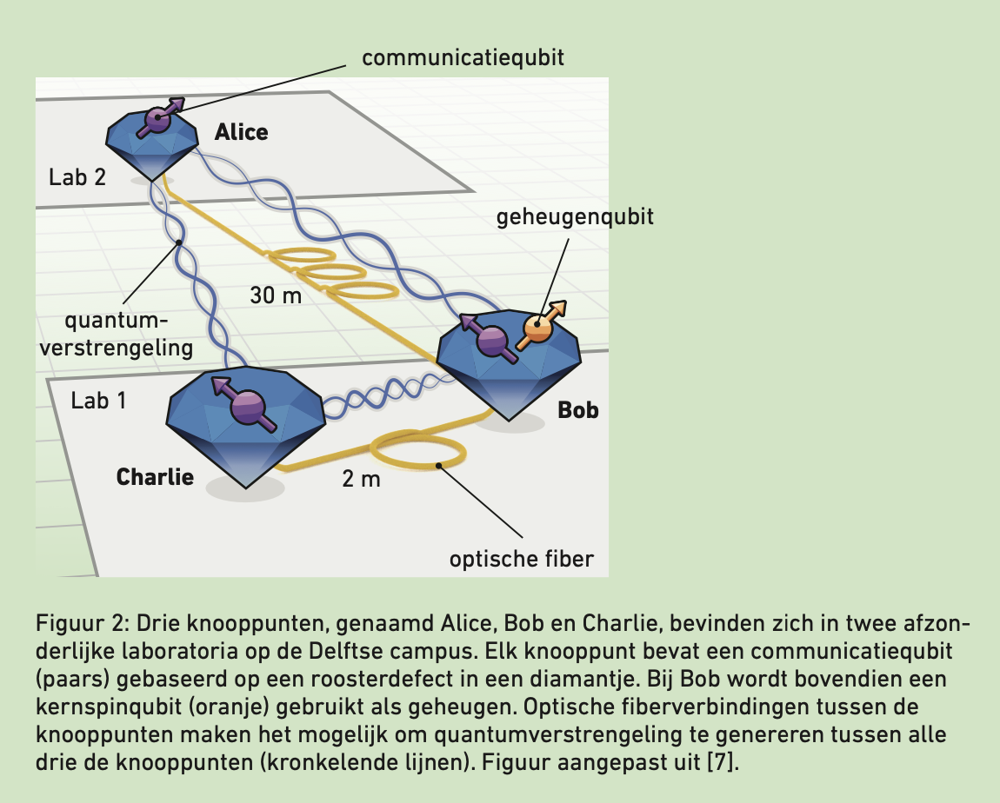 communicatiequbit
Alice
Lab 2
geheugenqubit
30 m
quantum-
verstrengeling
Lab 1
Bob
Charlie
2 m
optische fiber
Figuur 2: Drie knooppunten, genaamd Alice, Bob en Charlie, bevinden zich in twee afzon-
derlijke laboratoria op de Delftse campus. Elk knooppunt bevat een communicatiequbit
(paars) gebaseerd op een roosterdefect in een diamantje. Bij Bob wordt bovendien een
kernspinqubit (oranje) gebruikt als geheugen. Optische fiberverbindingen tussen de
knooppunten maken het mogelijk om quantumverstrengeling te genereren tussen alle
drie de knooppunten (kronkelende lijnen). Figuur aangepast uit [7].